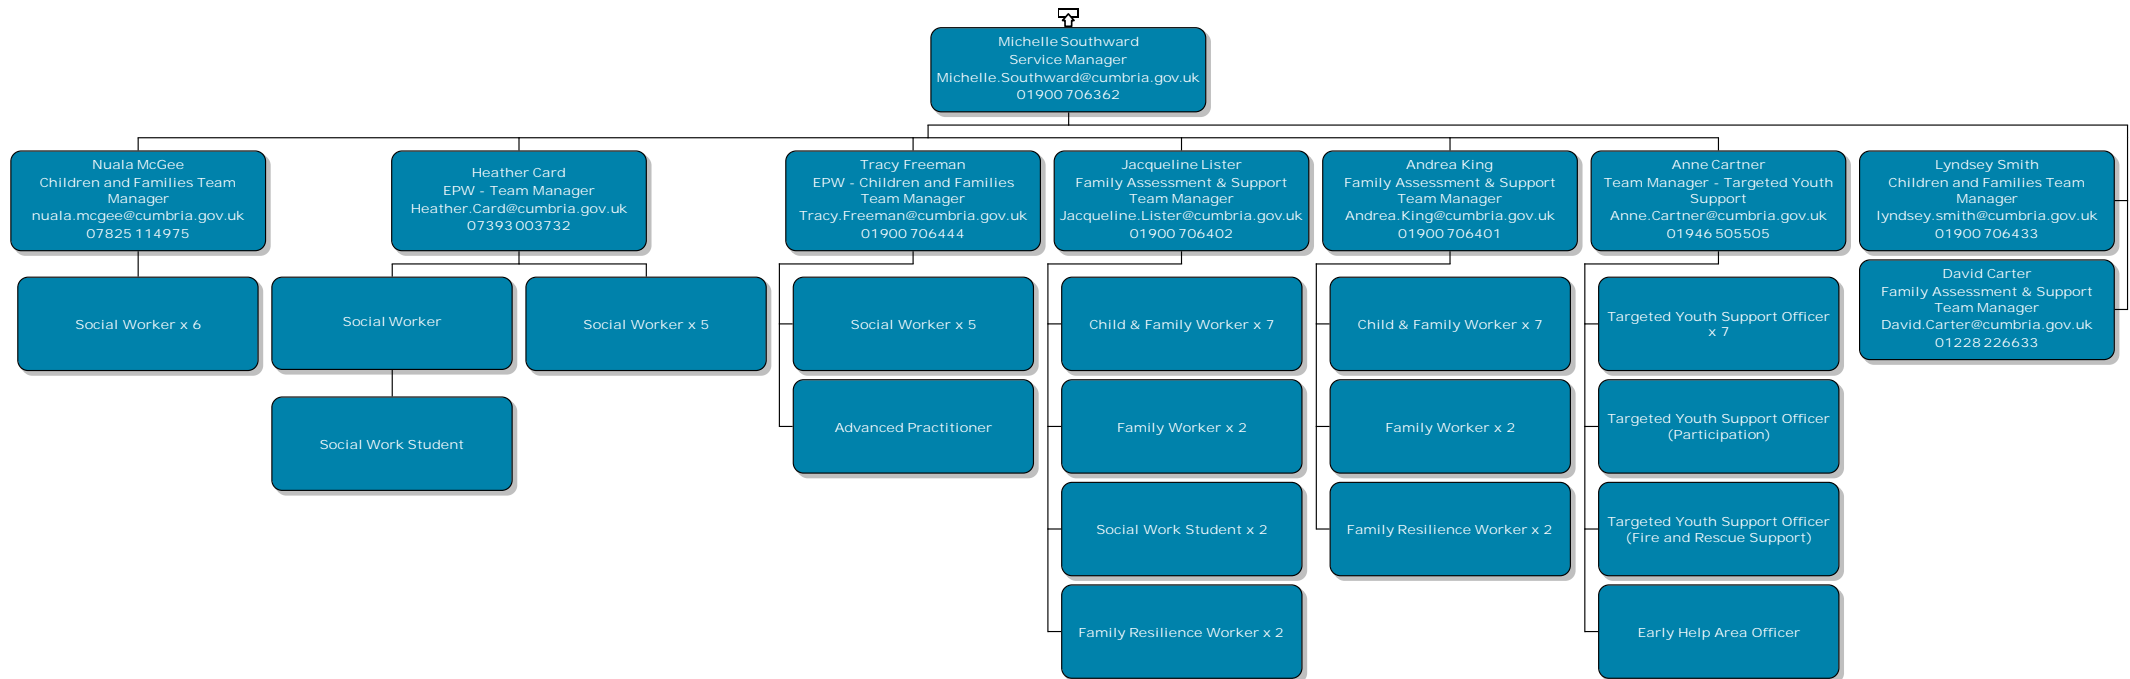 Michelle Southward
Service Manager
Michelle.Southward@cumbria.gov.uk
01900 706362
Nuala McGee
Children and Families Team
Manager
nuala.mcgee@cumbria.gov.uk
07825 114975
Heather Card
EPW - Team Manager
Heather.Card@cumbria.gov.uk
07393 003732
Tracy Freeman
EPW - Children and Families
Team Manager
Tracy.Freeman@cumbria.gov.uk
01900 706444
Jacqueline Lister
Family Assessment & Support
Team Manager
Jacqueline.Lister@cumbria.gov.uk
01900 706402
Andrea King
Family Assessment & Support
Team Manager
Andrea.King@cumbria.gov.uk
01900 706401
Anne Cartner
Team Manager - Targeted Youth
Support
Anne.Cartner@cumbria.gov.uk
01946 505505
Lyndsey Smith
Children and Families Team
Manager
lyndsey.smith@cumbria.gov.uk
01900 706433
David Carter
Family Assessment & Support
Team Manager
David.Carter@cumbria.gov.uk
01228 226633
Social Worker x 6
Social Worker
Social Worker x 5
Social Work Student
Social Worker x 5
Advanced Practitioner
Child & Family Worker x 7
Family Worker x 2
Social Work Student x 2
Family Resilience Worker x 2
Child & Family Worker x 7
Family Worker x 2
Family Resilience Worker x 2
Targeted Youth Support Officer
x 7
Targeted Youth Support Officer
(Participation)
Targeted Youth Support Officer
(Fire and Rescue Support)
Early Help Area Officer